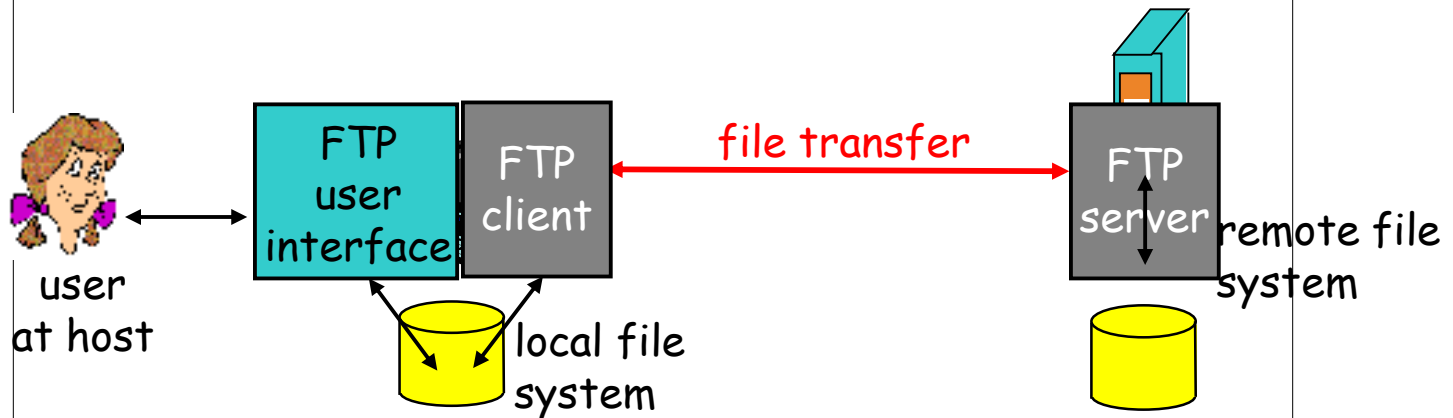 user
at host
FTP
user
interface
FTP
client
local file
system
file transfer
FTP
server
remote file
system